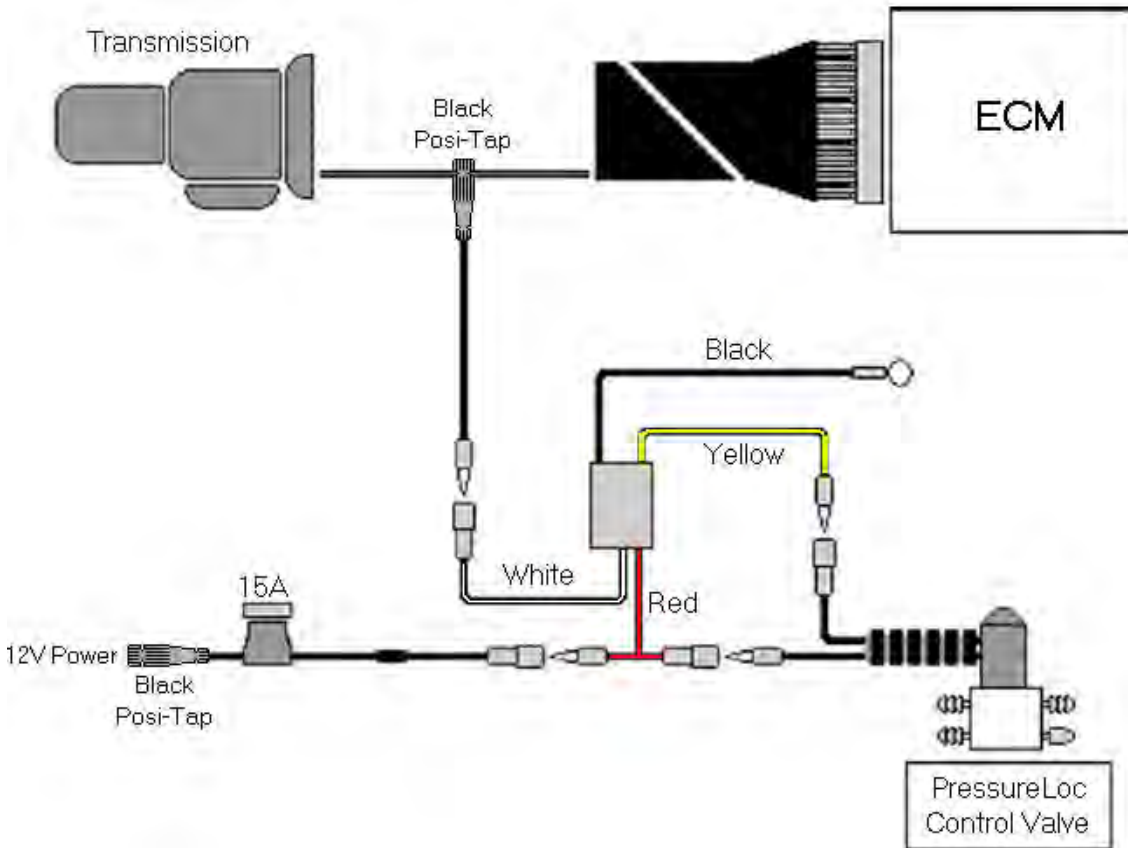 Transmission
Black
Posi-Tap
ECM
Black
Yellow
White
Red
15A
12V Power
Black
Posi-Tap
PressureLoc
Control Valve